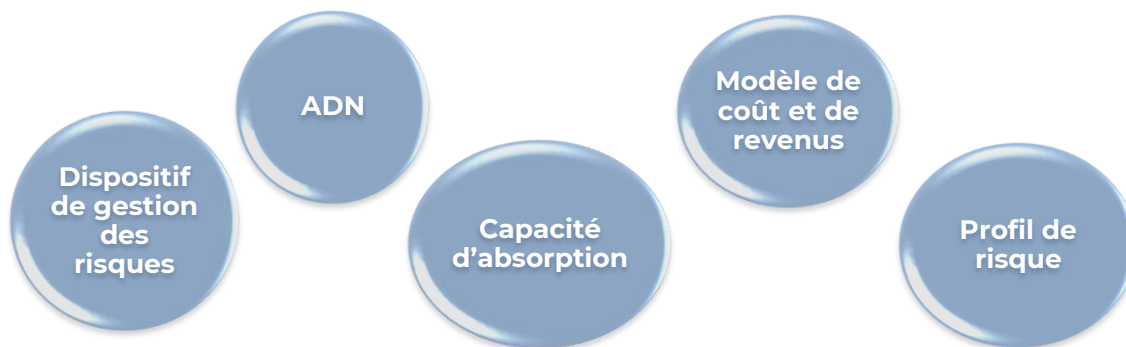 Dispositif
de gestion
des
risques
ADN
Capacité
d’absorption
Modèle de
coût et de
revenus
Profil de
risque